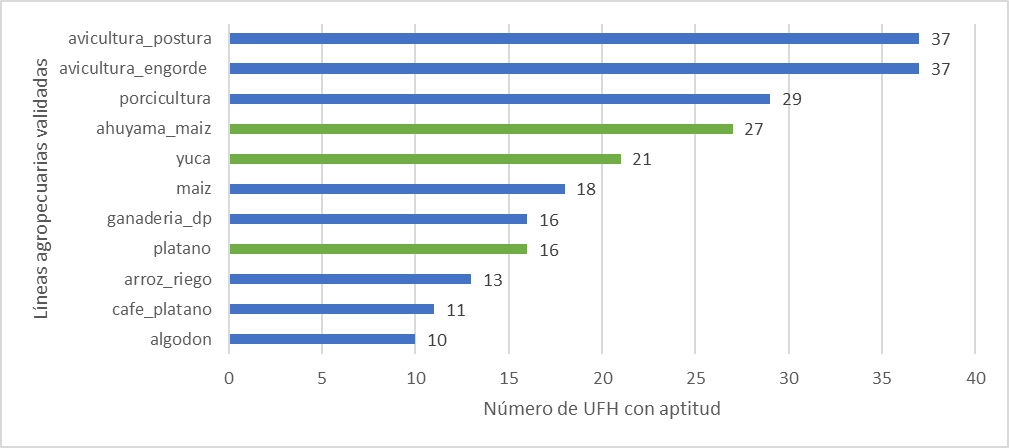 Líneas agropecuarias validadas
avicultura_postura 37
avicultura_engorde 37
porcicultura 29
ahuyama_maiz 27
yuca 21
maiz 18
ganaderia_dp 16
platano 16
arroz_riego 13
cafe_platano 11
algodon 10
0 5 10 15 20 25 30 35 40
Número de UFH con aptitud